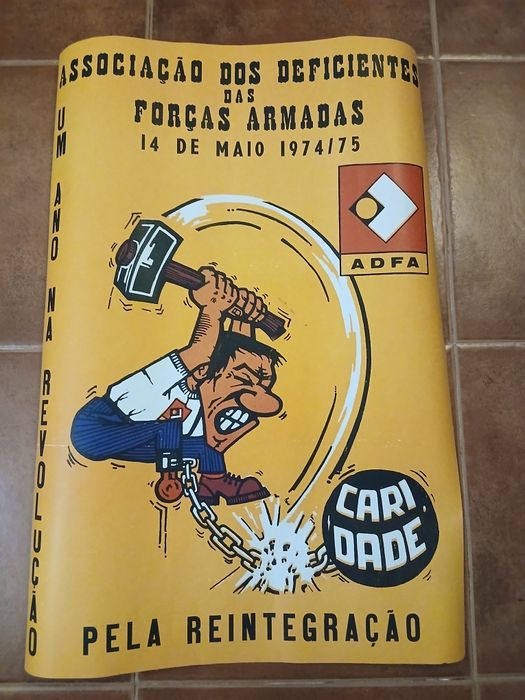 ASSOCIAÇÃO DOS DEFICIENTES
DAS
FORÇAS ARMADAS
14 DE MAIO 1974/75
UM ANO NA REVOLUÇÃO
ADFA
CARI
DADE
PELA REINTEGRAÇÃO